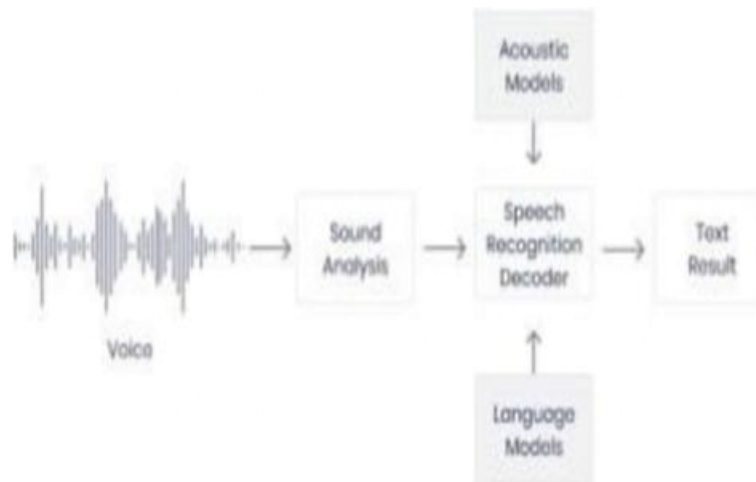 Acoustic
Models
Voice
Sound
Analysis
Speech
Recognition
Decoder
Text
Result
Language
Models